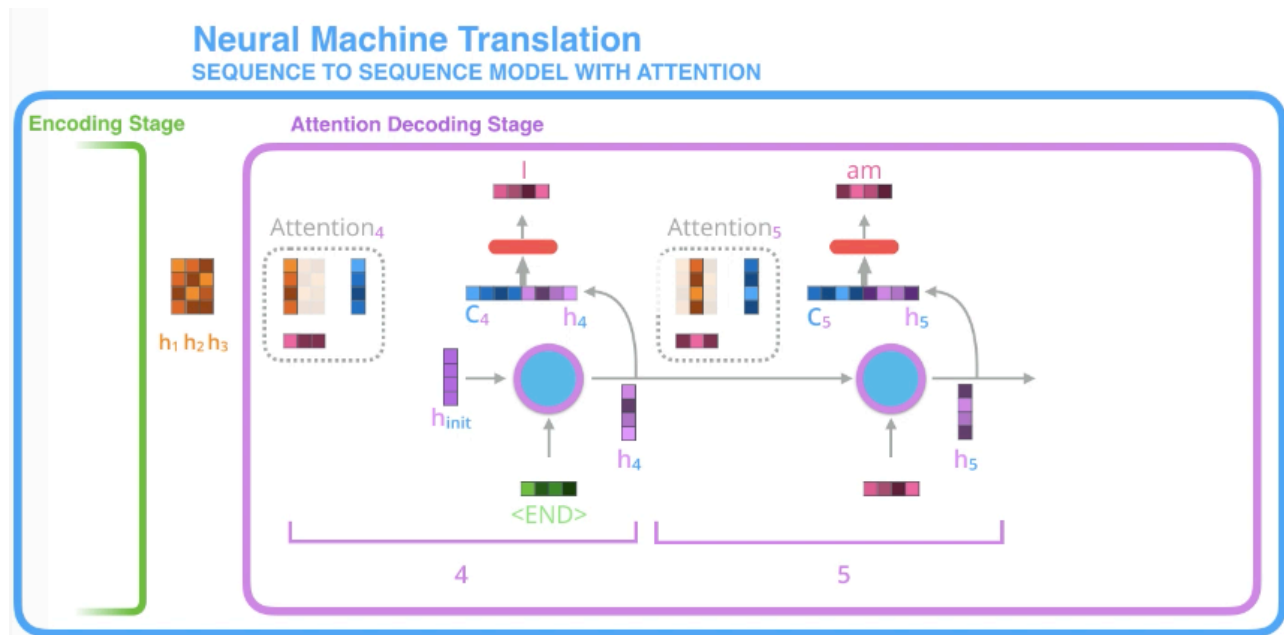 Neural Machine Translation
SEQUENCE TO SEQUENCE MODEL WITH ATTENTION
Encoding Stage
Attention Decoding Stage
I
am
Attention4
Attention5
h1 h2 h3
C4
h4
C5
h5
hinit
h4
h5
<END>
4
5